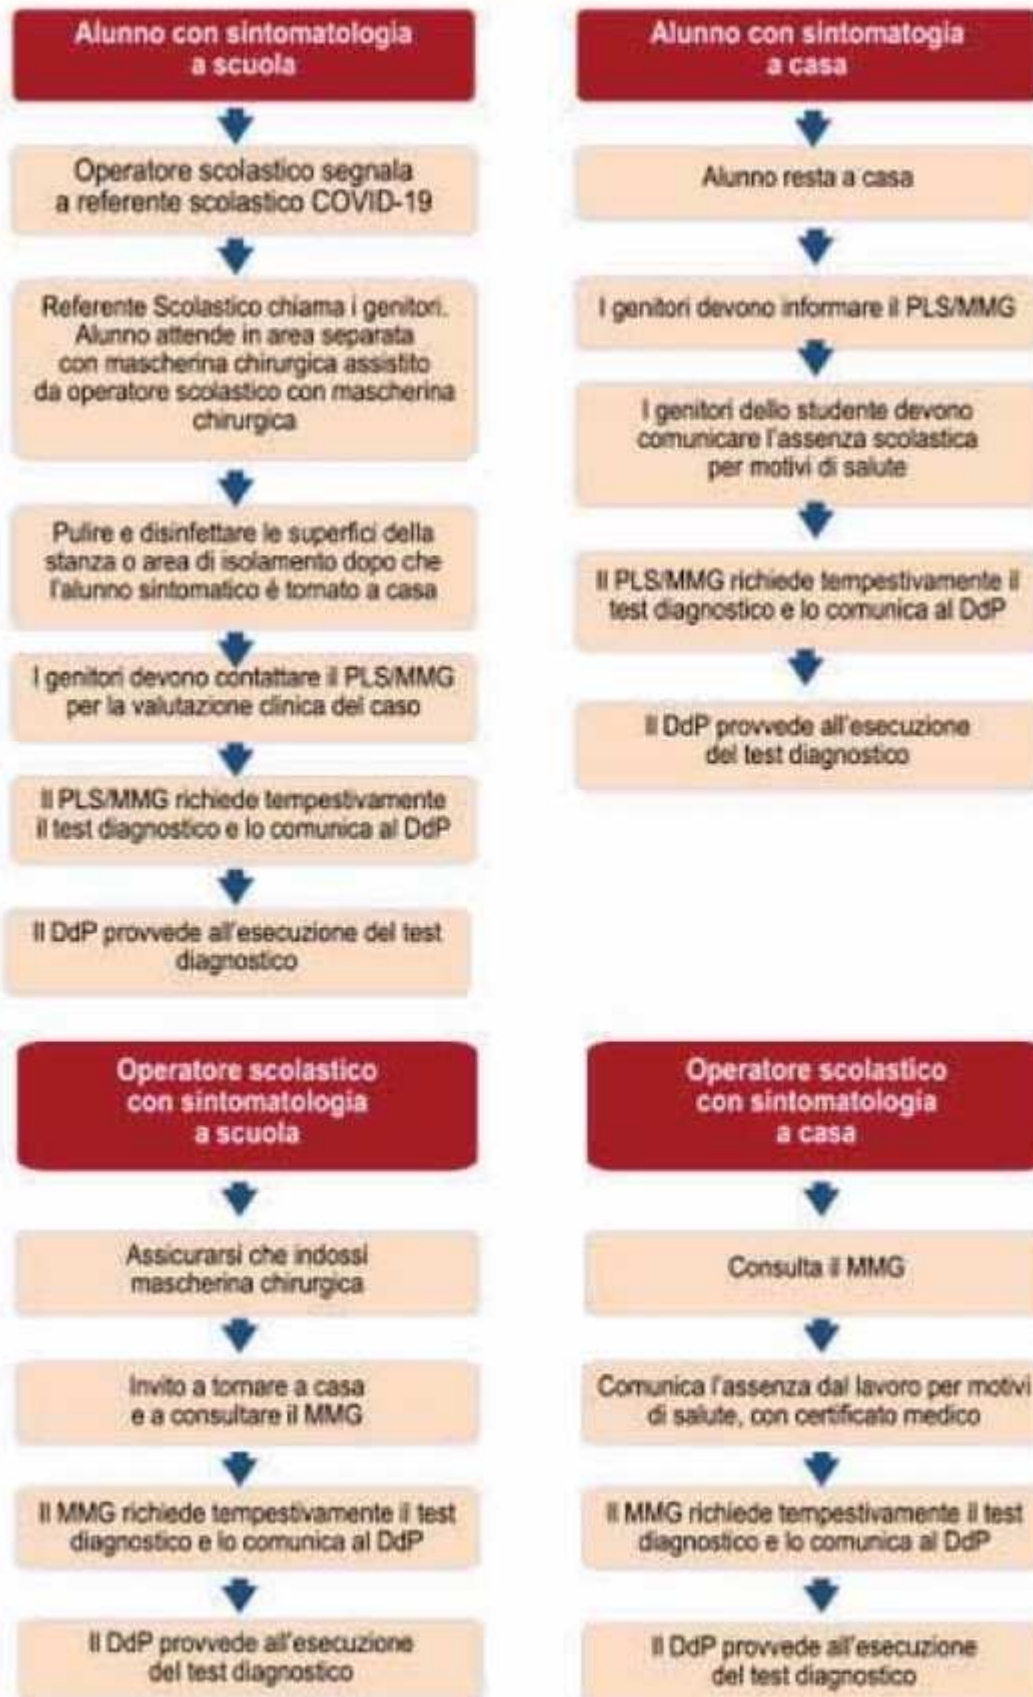 Alunno con sintomatologia
a scuola
Operatore scolastico segnala
a referente scolastico COVID-19
Referente Scolastico chiama i genitori.
Alunno attende in area separata
con mascherina chirurgica assistito
da operatore scolastico con mascherina
chirurgica
Pulire e disinfettare le superfici della
stanza o area di isolamento dopo che
l'alunno sintomatico è tornato a casa
I genitori devono contattare il PLS/MMG
per la valutazione clinica del caso
Il PLS/MMG richiede tempestivamente
il test diagnostico e lo comunica al DdP
Il DdP provvede all'esecuzione del test
diagnostico
Alunno con sintomatogia
a casa
Alunno resta a casa
I genitori devono informare il PLS/MMG
I genitori dello studente devono
comunicare l'assenza scolastica
per motivi di salute
Il PLS/MMG richiede tempestivamente il
test diagnostico e lo comunica al DdP
Il DdP provvede all'esecuzione
del test diagnostico
Operatore scolastico
con sintomatologia
a scuola
Assicurarsi che indossi
mascherina chirurgica
Invito a tornare a casa
e a consultare il MMG
Il MMG richiede tempestivamente il test
diagnostico e lo comunica al DdP
Il DdP provvede all'esecuzione
del test diagnostico
Operatore scolastico
con sintomatologia
a casa
Consulta il MMG
Comunica l'assenza dal lavoro per motivi
di salute, con certificato medico
Il MMG richiede tempestivamente il test
diagnostico e lo comunica al DdP
Il DdP provvede all'esecuzione
del test diagnostico